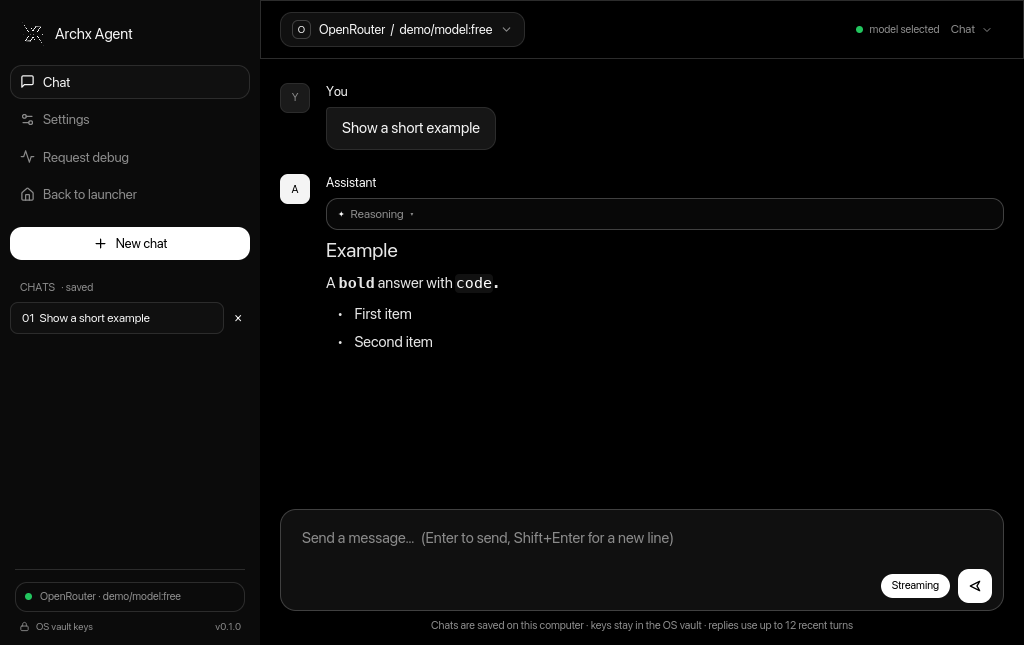 Archx Agent
Chat
Settings
Request debug
Back to launcher
+ New chat
CHATS · saved
01 Show a short example ×
OpenRouter · demo/model:free
OS vault keys v0.1.0
O OpenRouter / demo/model:free
model selected Chat
Y You
Show a short example
A Assistant
✦ Reasoning ▾
Example
A bold answer with code.
• First item
• Second item
Send a message... (Enter to send, Shift+Enter for a new line)
Streaming
Chats are saved on this computer · keys stay in the OS vault · replies use up to 12 recent turns